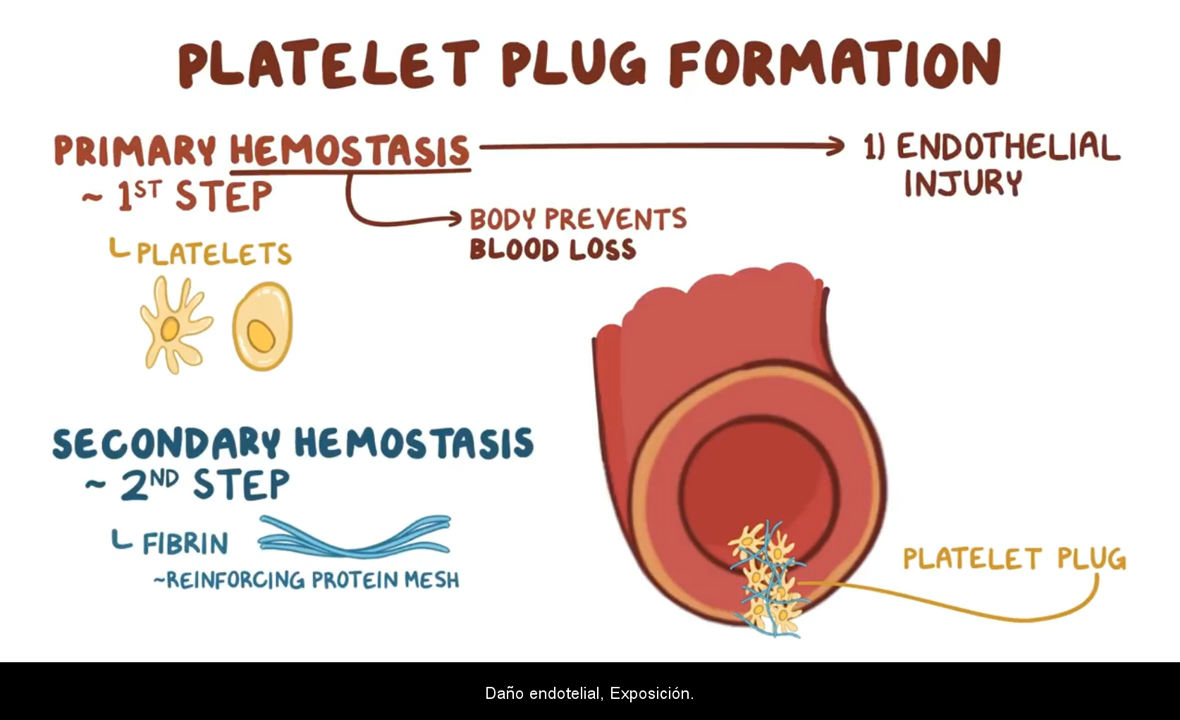 PLATELET PLUG FORMATION
PRIMARY HEMOSTASIS
~ 1ST STEP
PLATELETS
BODY PREVENTS
BLOOD LOSS
1) ENDOTHELIAL
INJURY
SECONDARY HEMOSTASIS
~ 2ND STEP
FIBRIN
~REINFORCING PROTEIN MESH
PLATELET PLUG
Daño endotelial, Exposición.